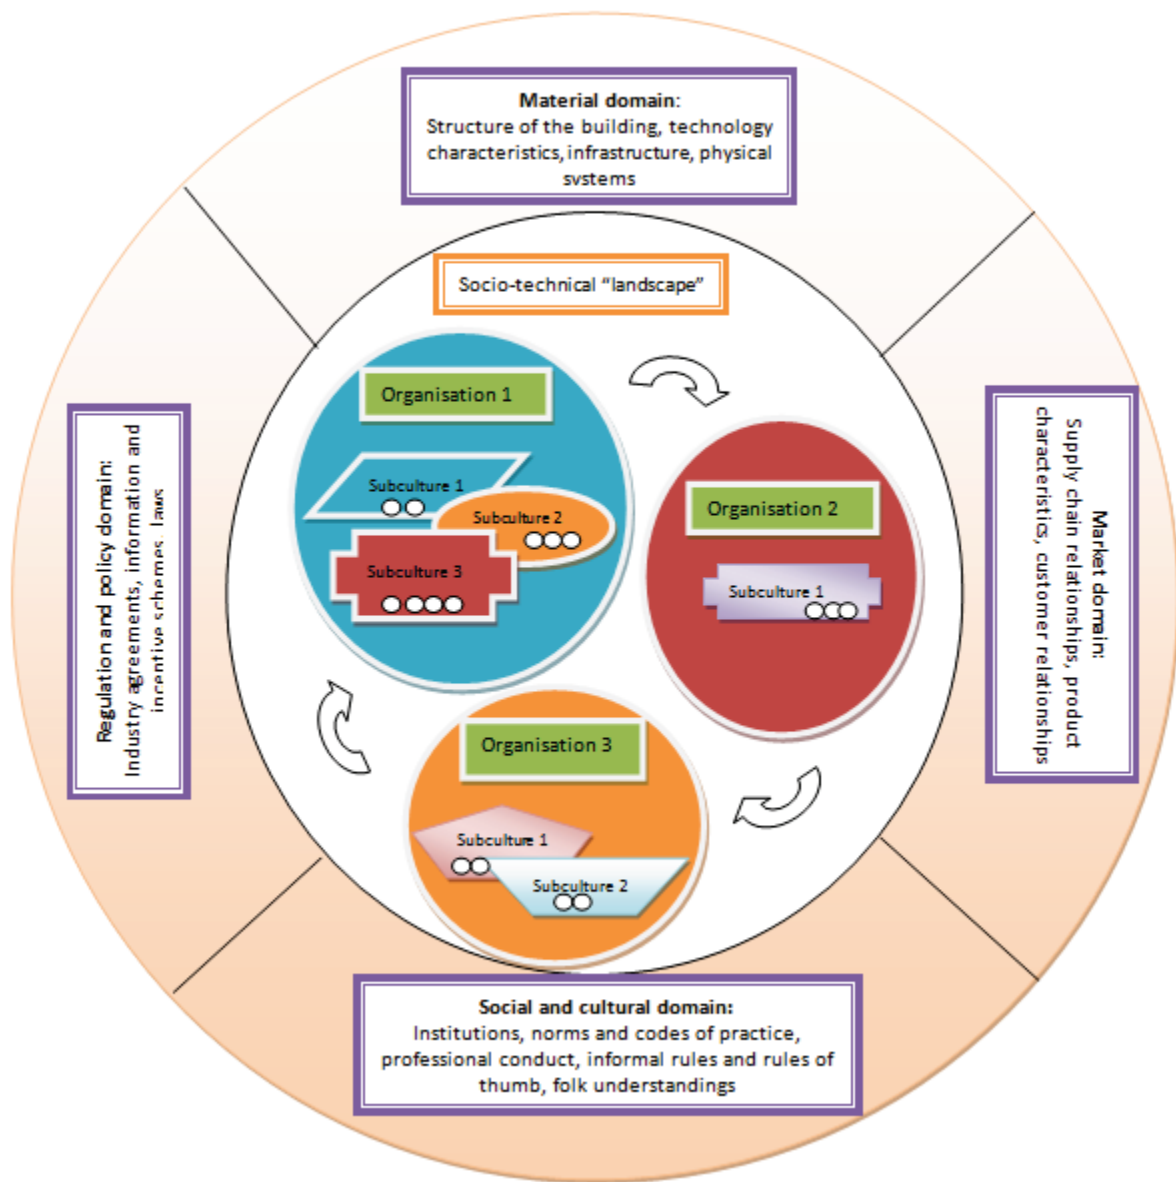 Material domain:
Structure of the building, technology
characteristics, infrastructure, physical
systems
Socio-technical “landscape”
Organisation 1
Subculture 1
Subculture 2
Subculture 3
Organisation 2
Subculture 1
Organisation 3
Subculture 1
Subculture 2
Regulation and policy domain:
Industry agreements, information and
incentive schemes, laws
Market domain:
Supply chain relationships, product
characteristics, customer relationships
Social and cultural domain:
Institutions, norms and codes of practice,
professional conduct, informal rules and rules of
thumb, folk understandings